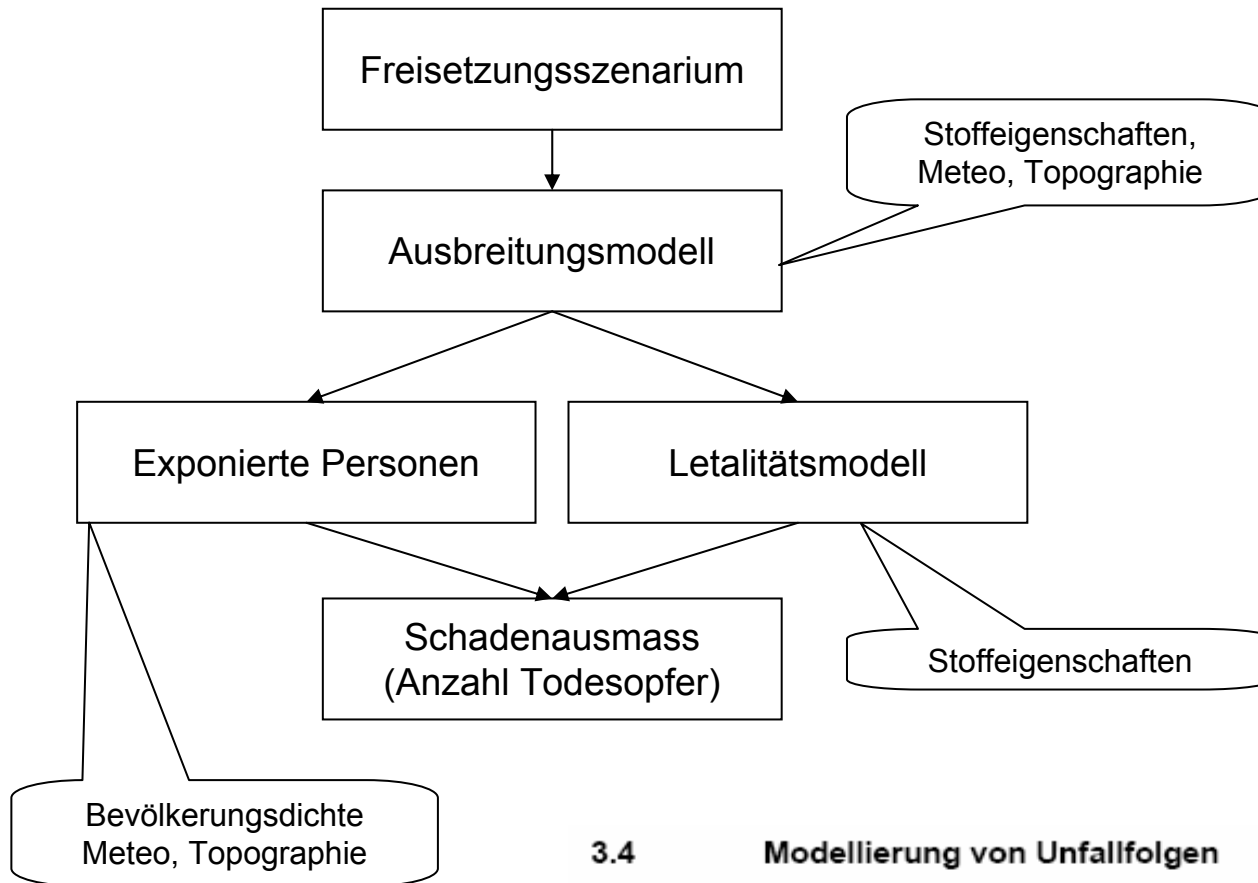 Freisetzungsszenarium
Stoffeigenschaften,
Meteo, Topographie
Ausbreitungsmodell
Exponierte Personen
Letalitätsmodell
Schadenausmass
(Anzahl Todesopfer)
Stoffeigenschaften
Bevölkerungsdichte
Meteo, Topographie
3.4 Modellierung von Unfallfolgen